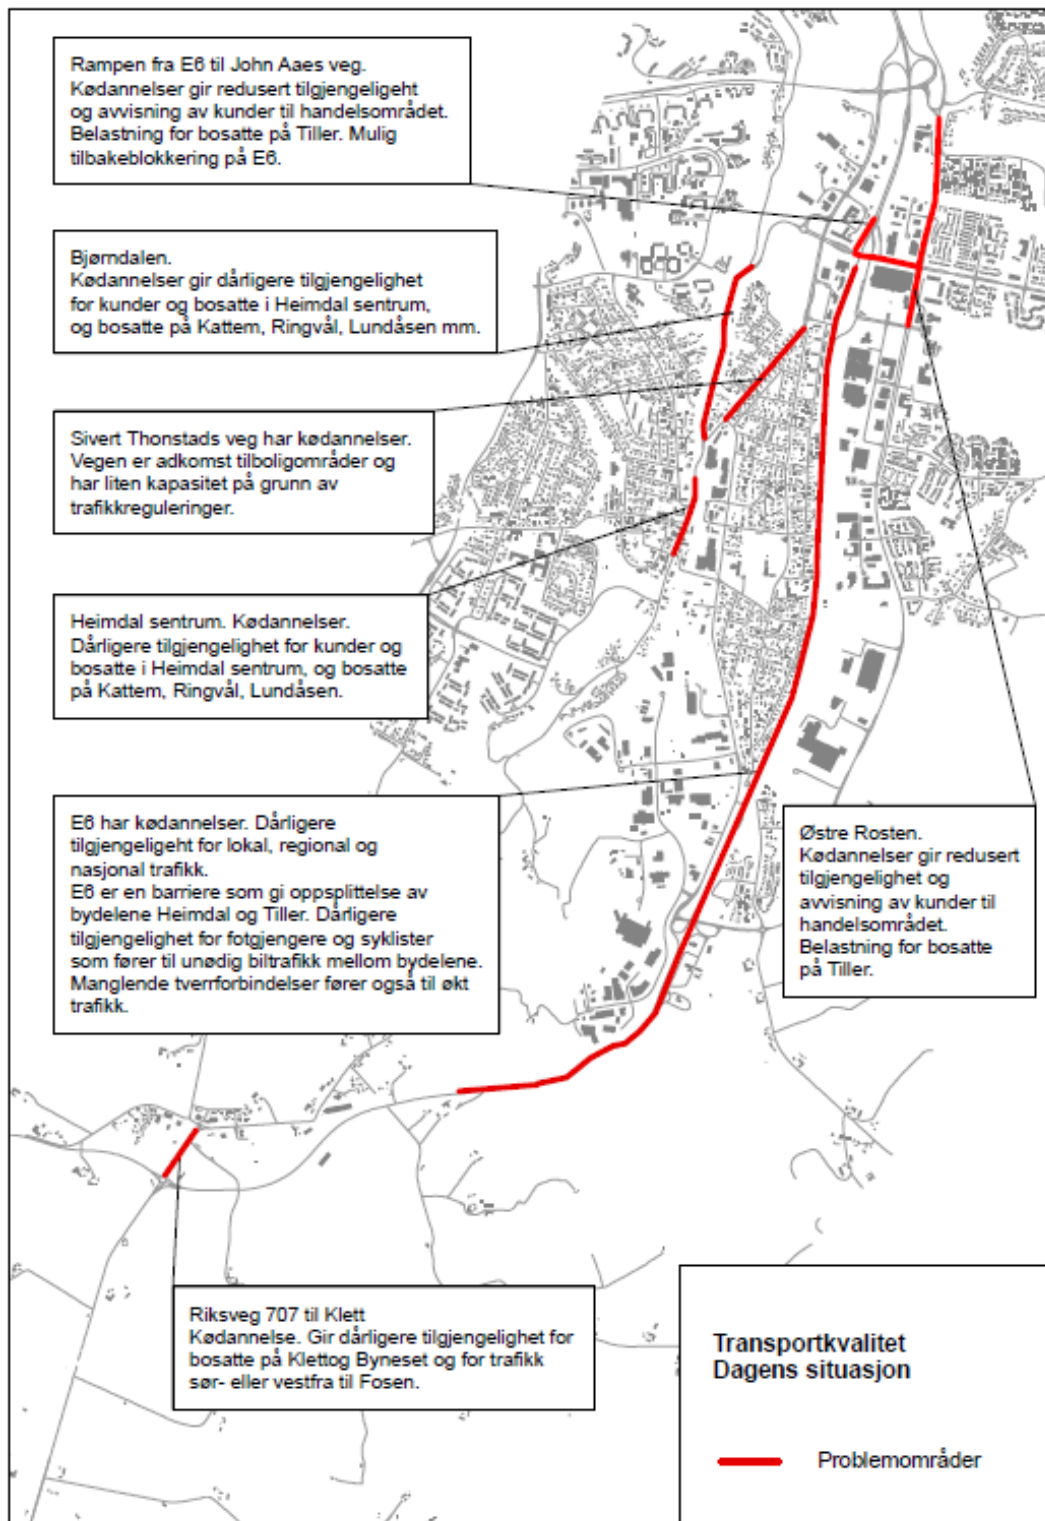 Rampen fra E6 til John Aaes veg.
Kødannelser gir redusert tilgjengeligeht
og avvisning av kunder til handelsområdet.
Belastning for bosatte på Tiller. Mulig
tilbakeblokkering på E6.
Bjørndalen.
Kødannelser gir dårligere tilgjengelighet
for kunder og bosatte i Heimdal sentrum,
og bosatte på Kattem, Ringvål, Lundåsen mm.
Sivert Thonstads veg har kødannelser.
Vegen er adkomst tilboligområder og
har liten kapasitet på grunn av
trafikkreguleringer.
Heimdal sentrum. Kødannelser.
Dårligere tilgjengelighet for kunder og
bosatte i Heimdal sentrum, og bosatte
på Kattem, Ringvål, Lundåsen.
E6 har kødannelser. Dårligere
tilgjengeligeht for lokal, regional og
nasjonal trafikk.
E6 er en barriere som gi oppsplittelse av
bydelene Heimdal og Tiller. Dårligere
tilgjengelighet for fotgjengere og syklister
som fører til unødig biltrafikk mellom bydelene.
Manglende tverrforbindelser fører også til økt
trafikk.
Østre Rosten.
Kødannelser gir redusert
tilgjengelighet og
avvisning av kunder til
handelsområdet.
Belastning for bosatte
på Tiller.
Riksveg 707 til Klett
Kødannelse. Gir dårligere tilgjengelighet for
bosatte på Klettog Byneset og for trafikk
sør- eller vestfra til Fosen.
Transportkvalitet
Dagens situasjon
Problemområder